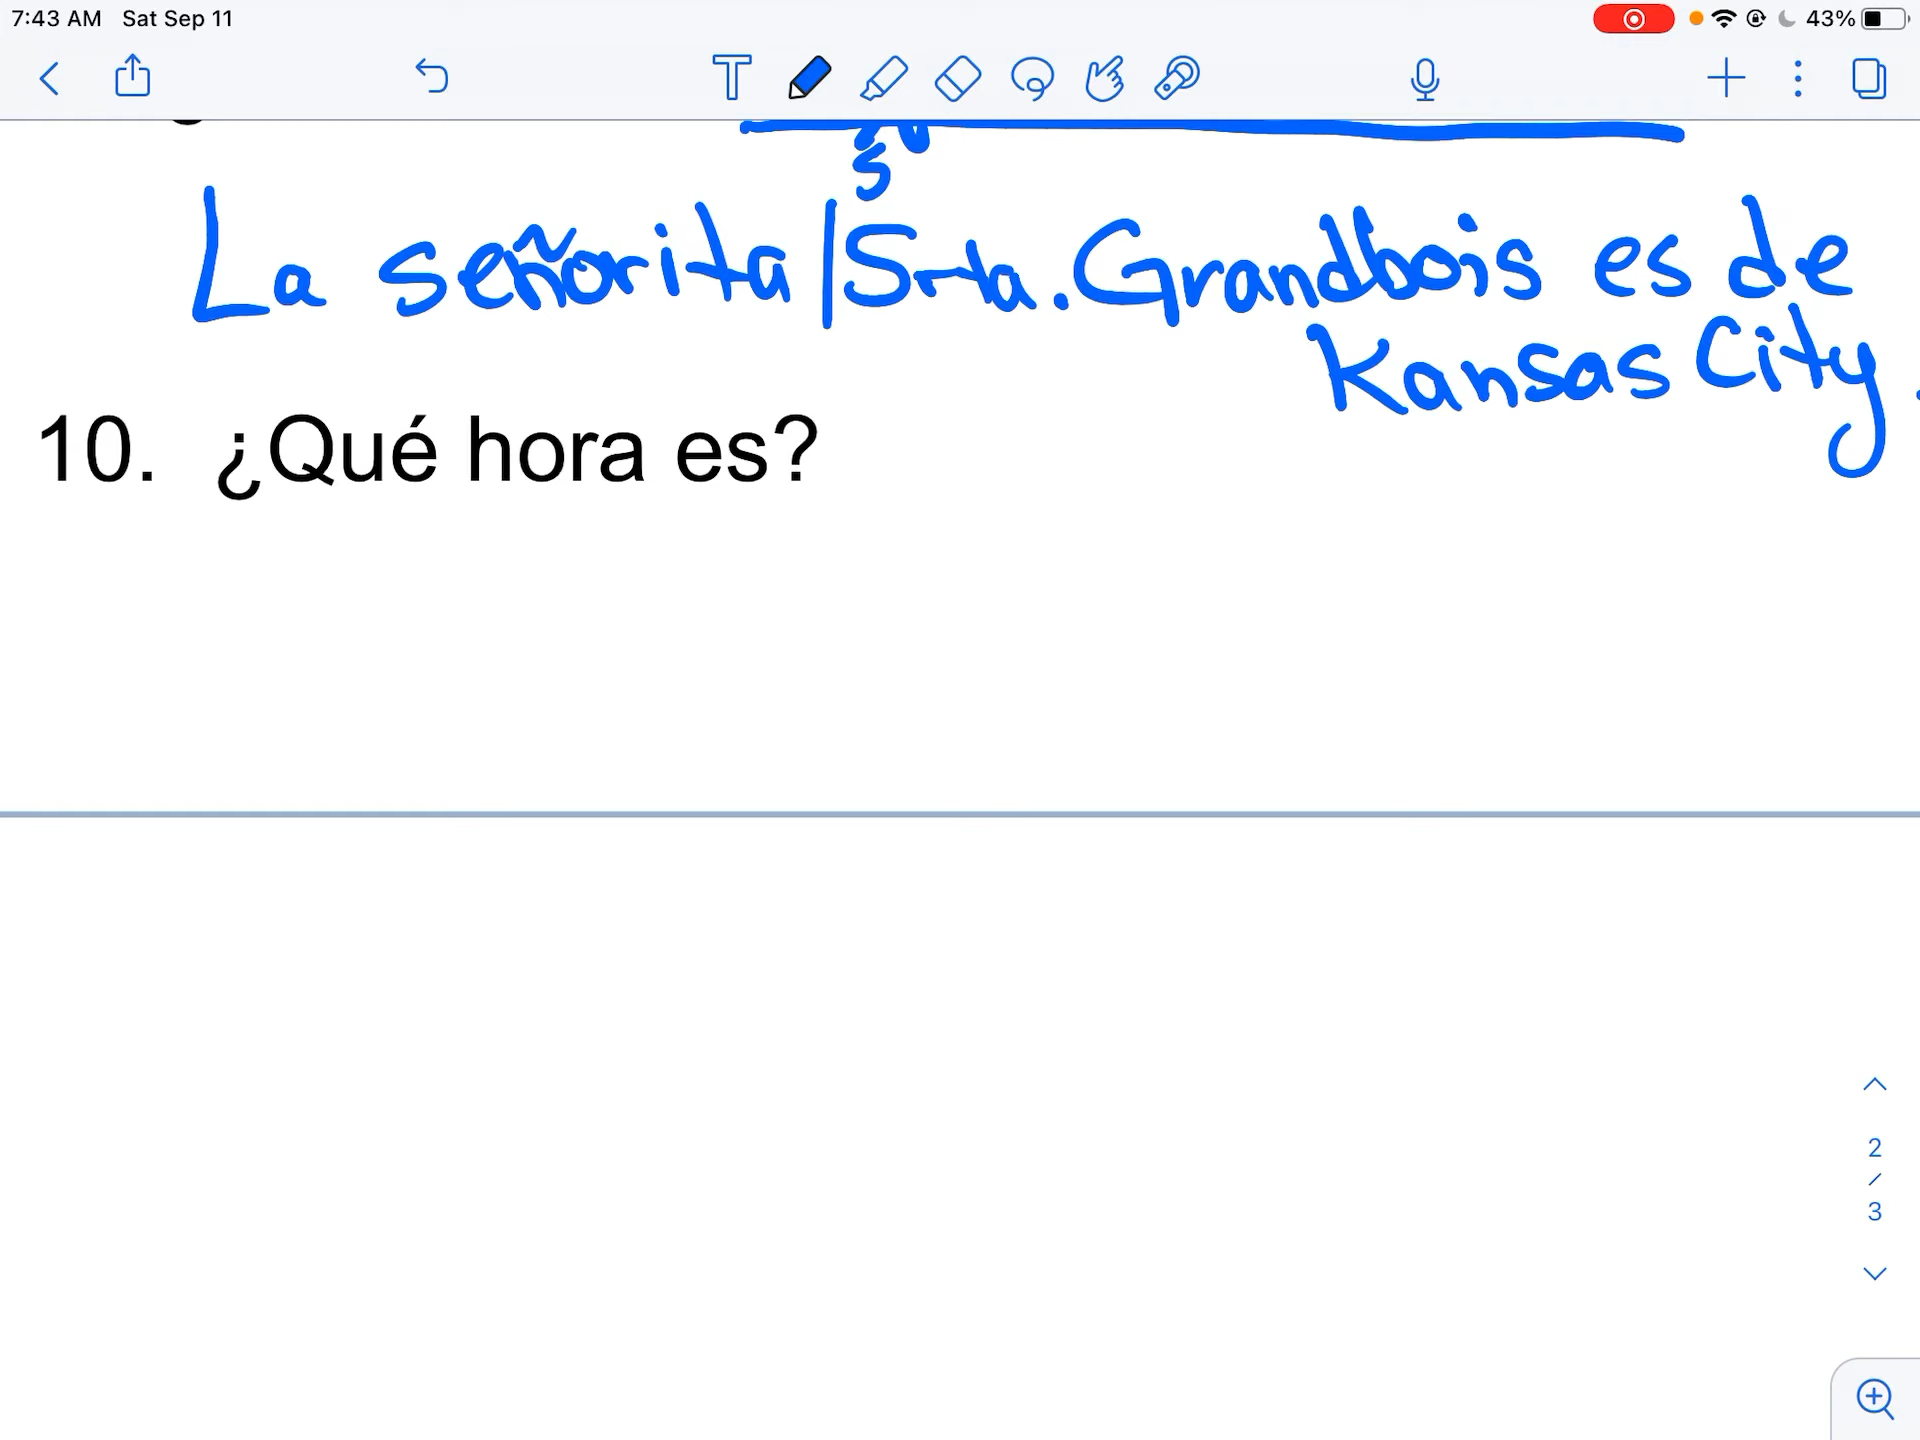 7:43 AM Sat Sep 11
43%
T
s
La señorita/Srta. Grandbois es de
Kansas City.
10. ¿Qué hora es?
2
/
3